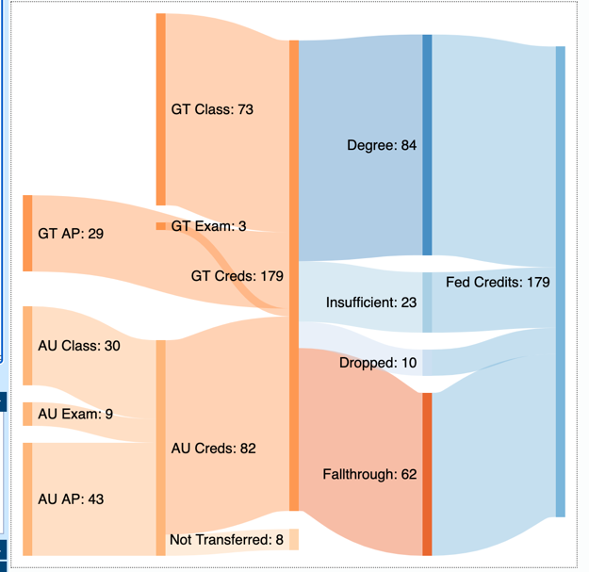 GT Class: 73
Degree: 84
GT Exam: 3
GT AP: 29
GT Creds: 179
Fed Credits: 179
Insufficient: 23
AU Class: 30
Dropped: 10
AU Exam: 9
AU Creds: 82
Fallthrough: 62
AU AP: 43
Not Transferred: 8